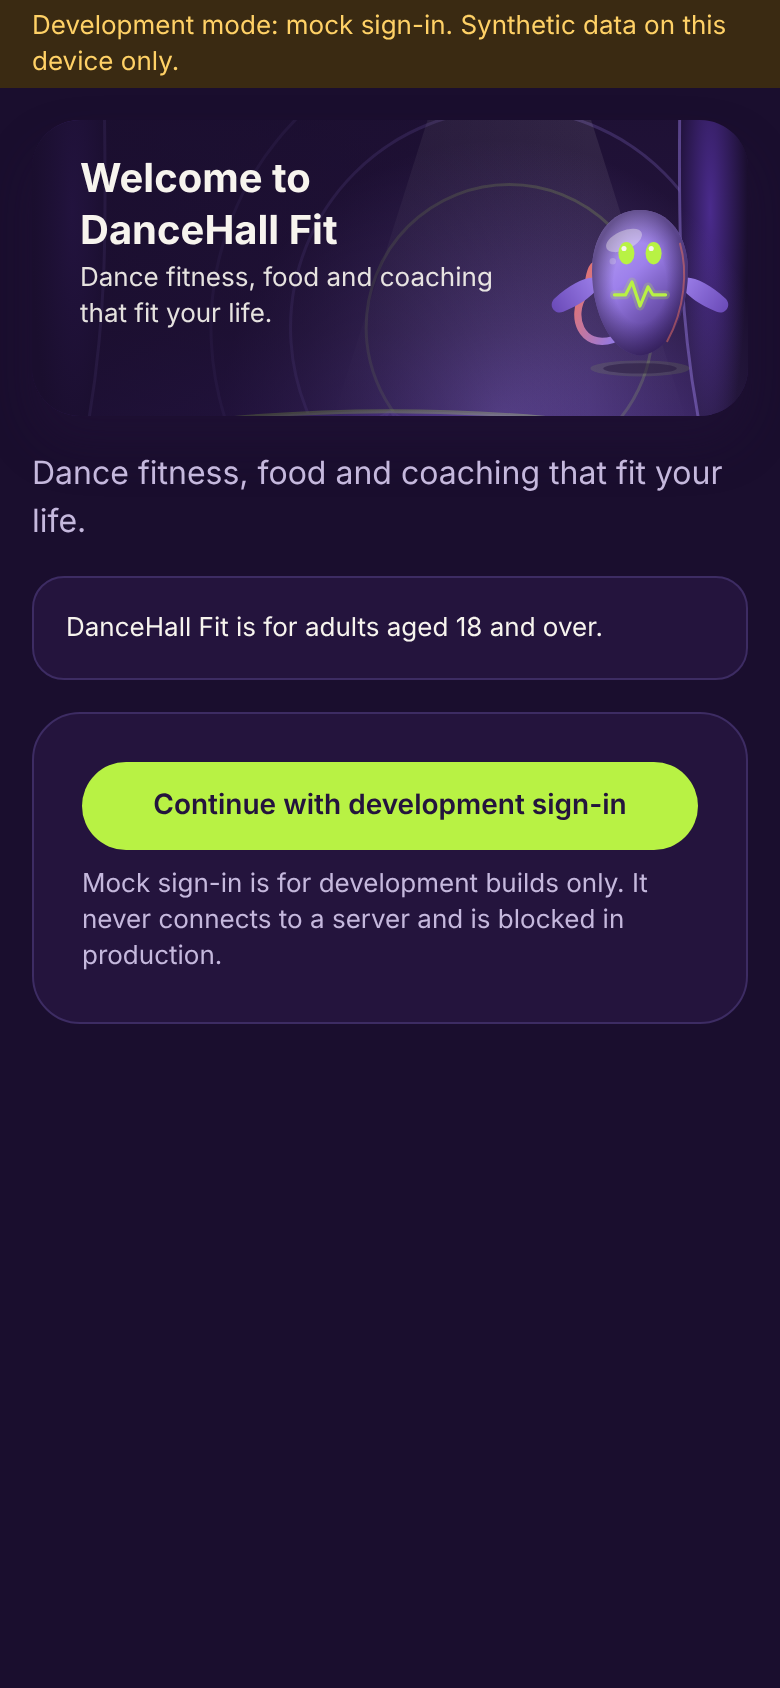 Development mode: mock sign-in. Synthetic data on this
device only.
Welcome to
DanceHall Fit
Dance fitness, food and coaching
that fit your life.
Dance fitness, food and coaching that fit your
life.
DanceHall Fit is for adults aged 18 and over.
Continue with development sign-in
Mock sign-in is for development builds only. It
never connects to a server and is blocked in
production.